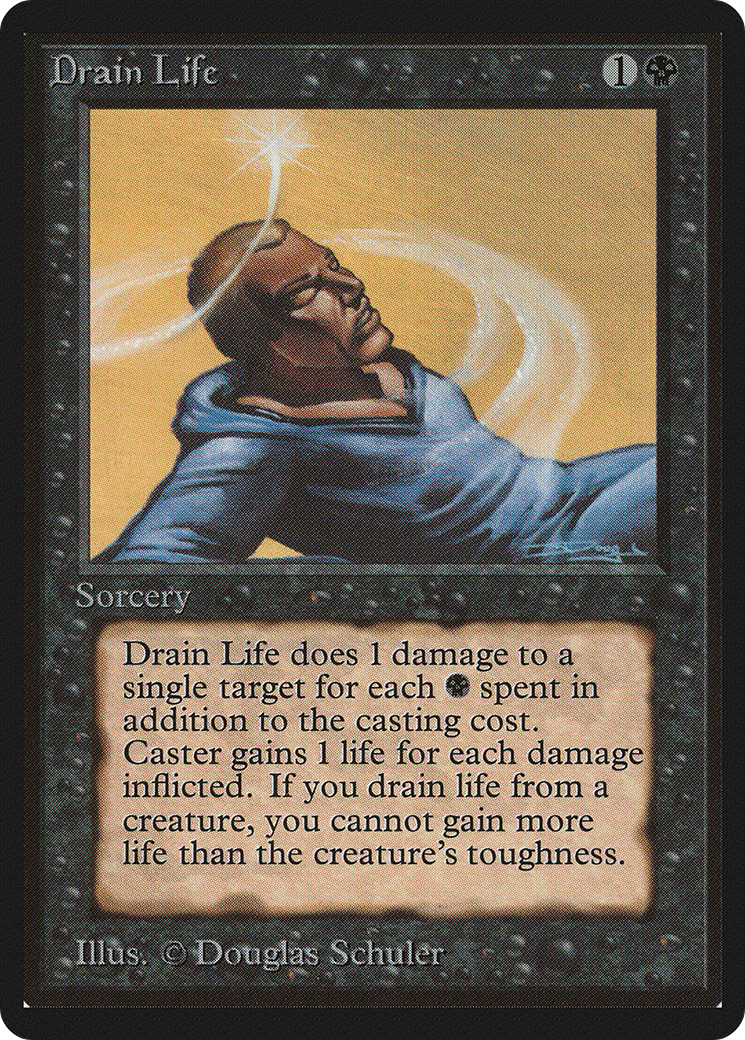 Drain Life 1
Sorcery
Drain Life does 1 damage to a
single target for each spent in
addition to the casting cost.
Caster gains 1 life for each damage
inflicted. If you drain life from a
creature, you cannot gain more
life than the creature's toughness.
Illus. © Douglas Schuler